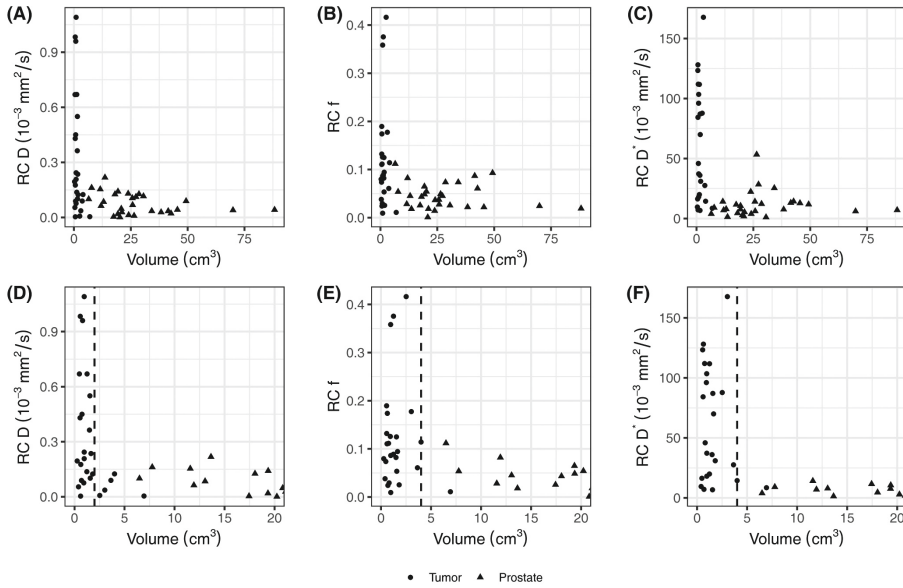 (A)
RC D (10⁻³ mm²/s)
0.9
0.6
0.3
0.0
0 25 50 75
Volume (cm³)
(B)
RC f
0.4
0.3
0.2
0.1
0.0
0 25 50 75
Volume (cm³)
(C)
RC D* (10⁻³ mm²/s)
150
100
50
0
0 25 50 75
Volume (cm³)
(D)
RC D (10⁻³ mm²/s)
0.9
0.6
0.3
0.0
0 5 10 15 20
Volume (cm³)
(E)
RC f
0.4
0.3
0.2
0.1
0.0
0 5 10 15 20
Volume (cm³)
(F)
RC D* (10⁻³ mm²/s)
150
100
50
0
0 5 10 15 20
Volume (cm³)
Tumor Prostate